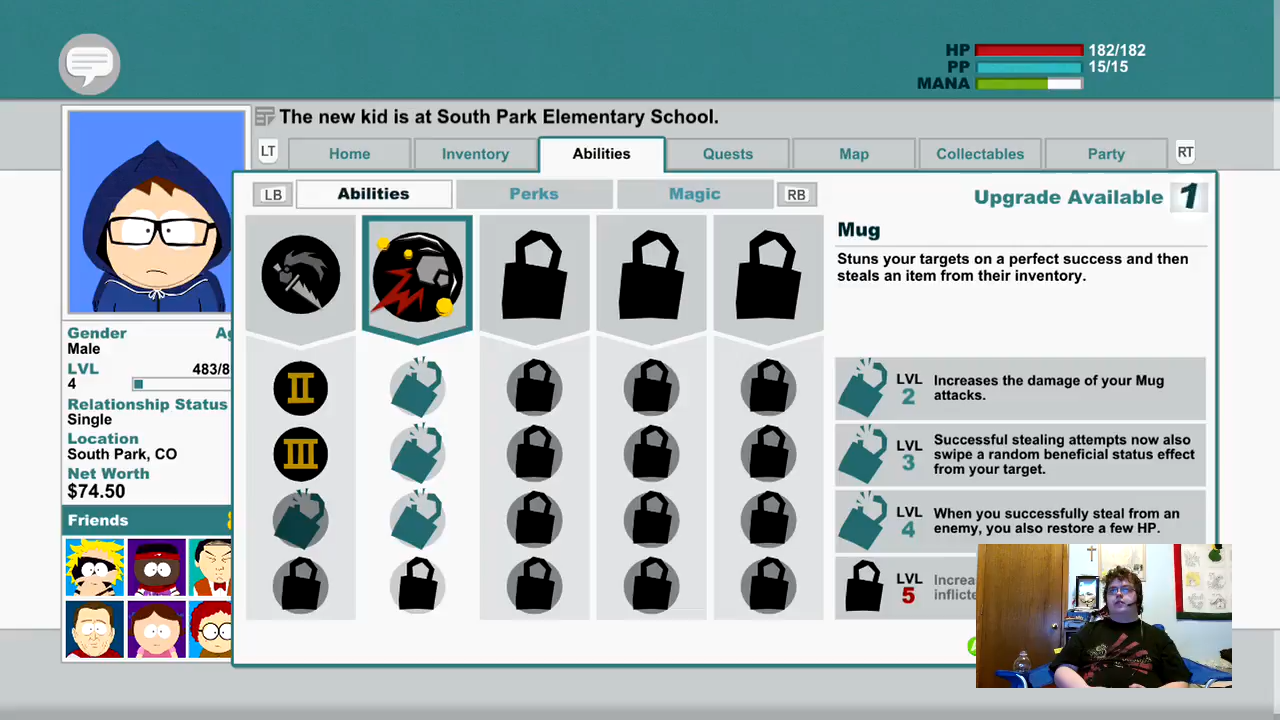 HP 182/182
PP 15/15
MANA
The new kid is at South Park Elementary School.
LT Home Inventory Abilities Quests Map Collectables Party RT
LB Abilities Perks Magic RB
Upgrade Available 1
Mug
Stuns your targets on a perfect success and then
steals an item from their inventory.
Gender
Male
LVL 483/8
4
Relationship Status
Single
Location
South Park, CO
Net Worth
$74.50
Friends
II
III
LVL 2 Increases the damage of your Mug
attacks.
LVL 3 Successful stealing attempts now also
swipe a random beneficial status effect
from your target.
LVL 4 When you successfully steal from an
enemy, you also restore a few HP.
LVL 5